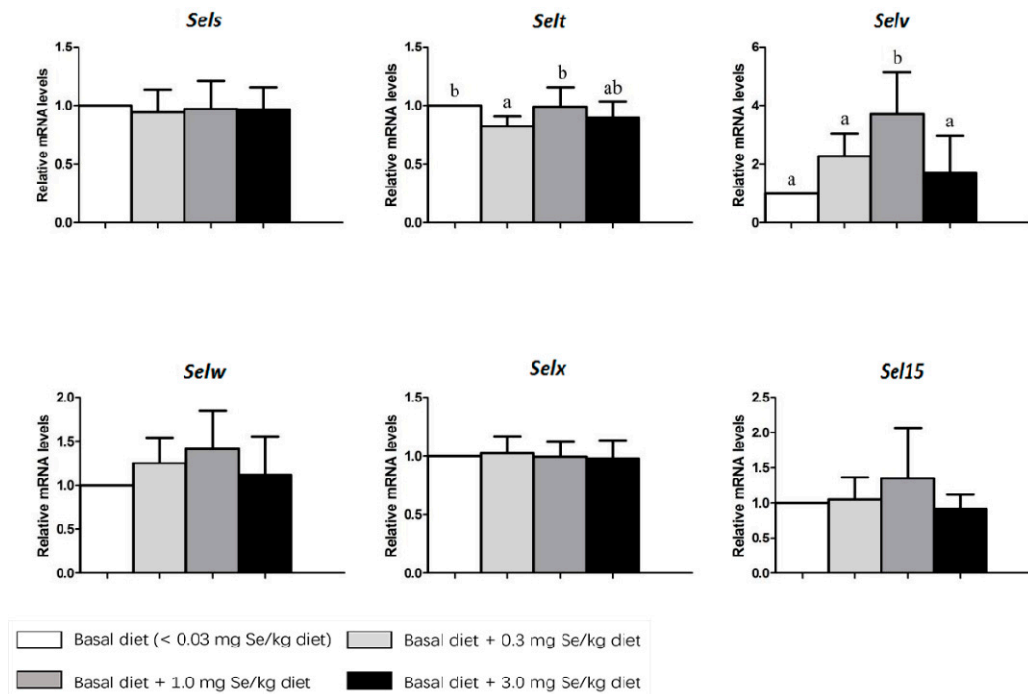 Sels
Selt
Selv
Relative mRNA levels
1.5
1.0
0.5
0.0
Relative mRNA levels
1.5
1.0
0.5
0.0
b
a
b
ab
Relative mRNA levels
6
4
2
0
a
a
b
a
Selw
Selx
Sel15
Relative mRNA levels
2.0
1.5
1.0
0.5
0.0
Relative mRNA levels
1.5
1.0
0.5
0.0
Relative mRNA levels
2.5
2.0
1.5
1.0
0.5
0.0
Basal diet (< 0.03 mg Se/kg diet)
Basal diet + 0.3 mg Se/kg diet
Basal diet + 1.0 mg Se/kg diet
Basal diet + 3.0 mg Se/kg diet